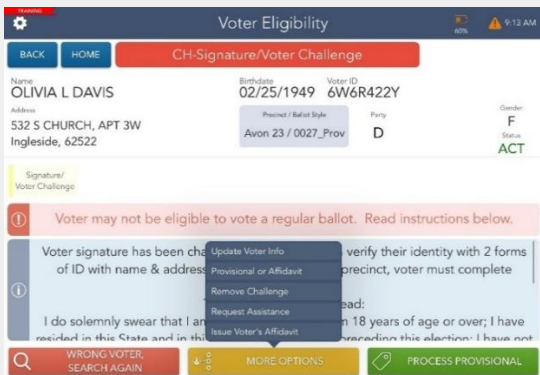 TRAINING
Voter Eligibility
60%
9:13 AM
BACK
HOME
CH-Signature/Voter Challenge
Name
OLIVIA L DAVIS
Birthdate
02/25/1949
Voter ID
6W6R422Y
Address
532 S CHURCH, APT 3W
Ingleside, 62522
Precinct / Ballot Style
Avon 23 / 0027_Prov
Party
D
Gender
F
Status
ACT
Signature/
Voter Challenge
Voter may not be eligible to vote a regular ballot. Read instructions below.
Voter signature has been cha verify their identity with 2 forms
of ID with name & address precinct, voter must complete
ead:
I do solemnly swear that I am 18 years of age or over; I have
resided in this State and in this preceding this election; I have not
Update Voter Info
Provisional or Affidavit
Remove Challenge
Request Assistance
Issue Voter's Affidavit
WRONG VOTER,
SEARCH AGAIN
MORE OPTIONS
PROCESS PROVISIONAL